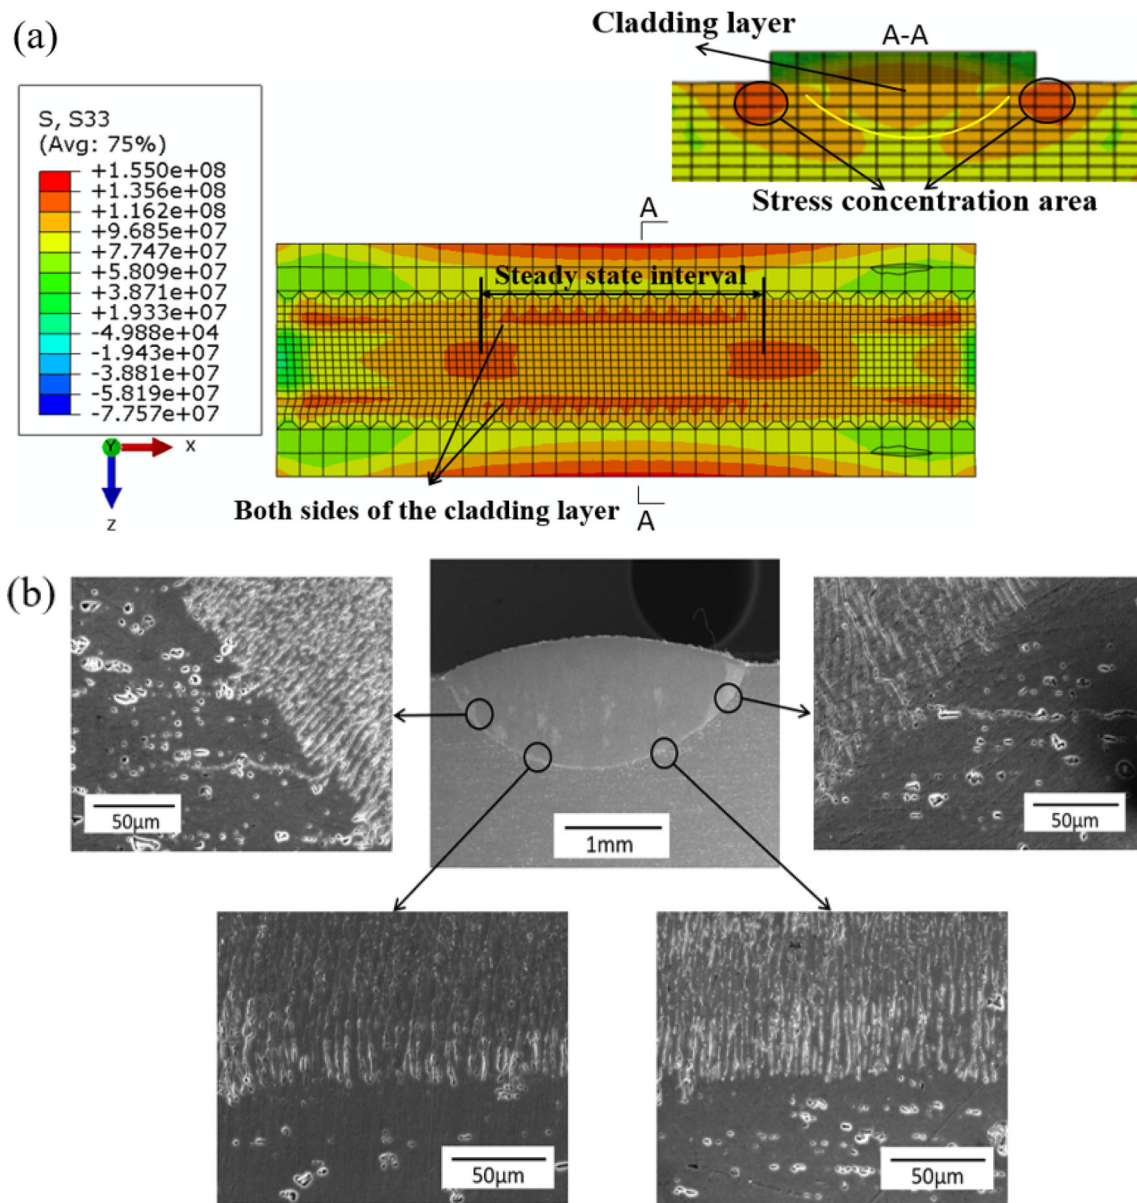 (a)
Cladding layer
A-A
S, S33
(Avg: 75%)
+1.550e+08
+1.356e+08
+1.162e+08
+9.685e+07
+7.747e+07
+5.809e+07
+3.871e+07
+1.933e+07
-4.988e+04
-1.943e+07
-3.881e+07
-5.819e+07
-7.757e+07
Stress concentration area
A
Steady state interval
Y
X
Z
Both sides of the cladding layer
A
(b)
50μm
1mm
50μm
50μm
50μm